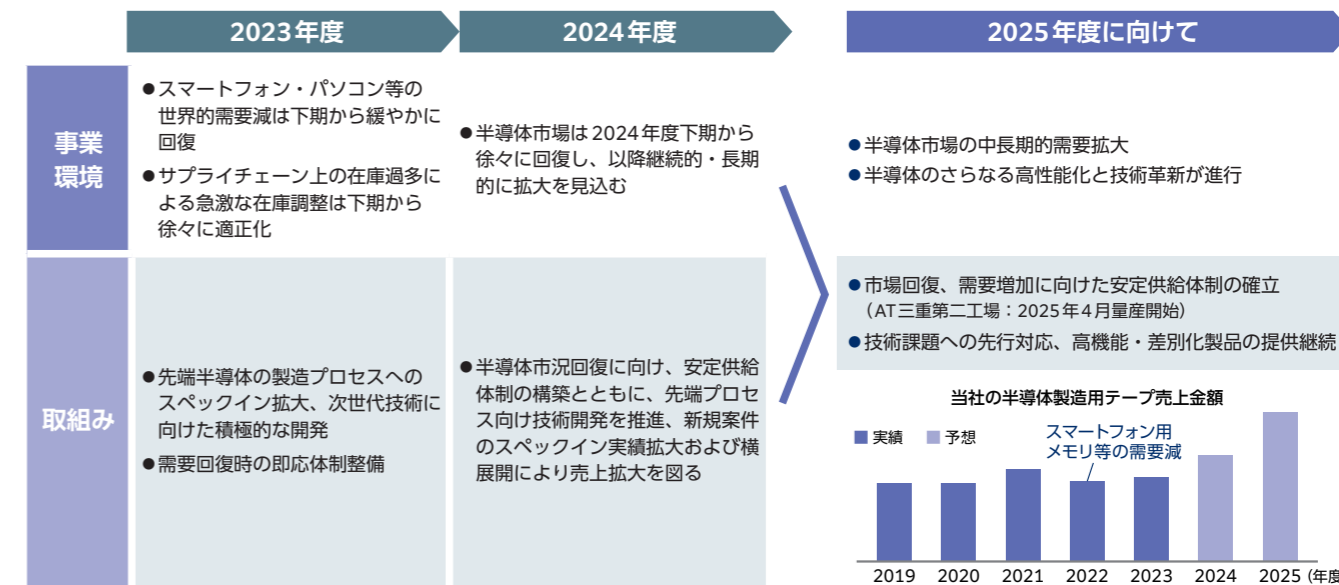 2023年度
2024年度
2025年度に向けて
事業
環境
●スマートフォン・パソコン等の
世界的需要減は下期から緩やかに
回復
●サプライチェーン上の在庫過多に
よる急激な在庫調整は下期から
徐々に適正化
●半導体市場は2024年度下期から
徐々に回復し、以降継続的・長期
的に拡大を見込む
●半導体市場の中長期的需要拡大
●半導体のさらなる高性能化と技術革新が進行
取組み
●先端半導体の製造プロセスへの
スペックイン拡大、次世代技術に
向けた積極的な開発
●需要回復時の即応体制整備
●半導体市況回復に向け、安定供給
体制の構築とともに、先端プロセ
ス向け技術開発を推進、新規案件
のスペックイン実績拡大および横
展開により売上拡大を図る
●市場回復、需要増加に向けた安定供給体制の確立
（AT三重第二工場：2025年4月量産開始）
●技術課題への先行対応、高機能・差別化製品の提供継続
当社の半導体製造用テープ売上金額
実績 予想
スマートフォン用
メモリ等の需要減
2019 2020 2021 2022 2023 2024 2025 (年度